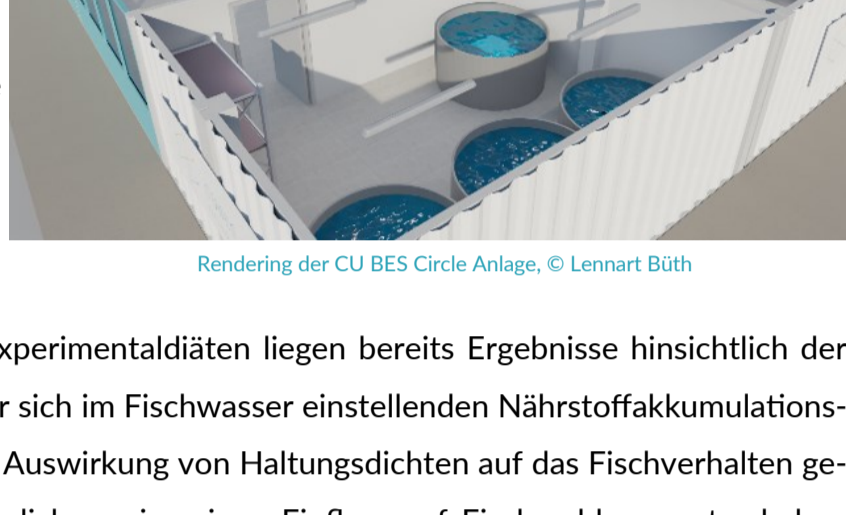 Rendering der CU BES Circle Anlage, © Lennart Büth
xperimentaldiäten liegen bereits Ergebnisse hinsichtlich der
r sich im Fischwasser einstellenden Nährstoffakkumulations-
Auswirkung von Haltungsdichten auf das Fischverhalten ge-